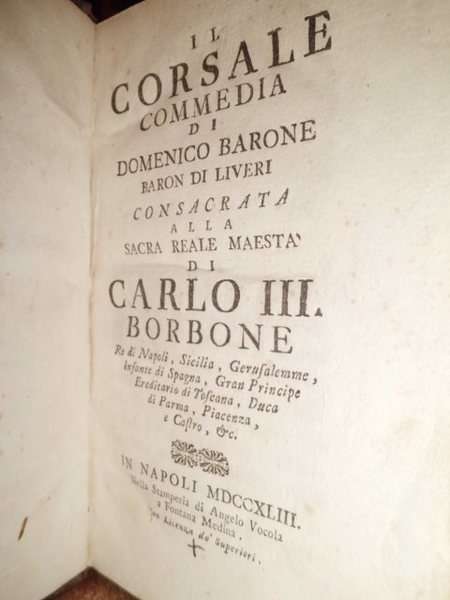 IL
CORSALE
COMMEDIA
DI
DOMENICO BARONE
BARON DI LIVERI
CONSACRATA
ALLA
SACRA REALE MAESTA'
DI
CARLO III.
BORBONE
Re di Napoli, Sicilia, Geruſalemme,
Infante di Spagna, Gran Principe
Ereditario di Toſcana, Duca
di Parma, Piacenza,
e Caſtro, &c.
IN NAPOLI MDCCXLIII.
Nella Stamperia di Angelo Vocola
a Fontana Medina.
Con Licenza de' Superiori.